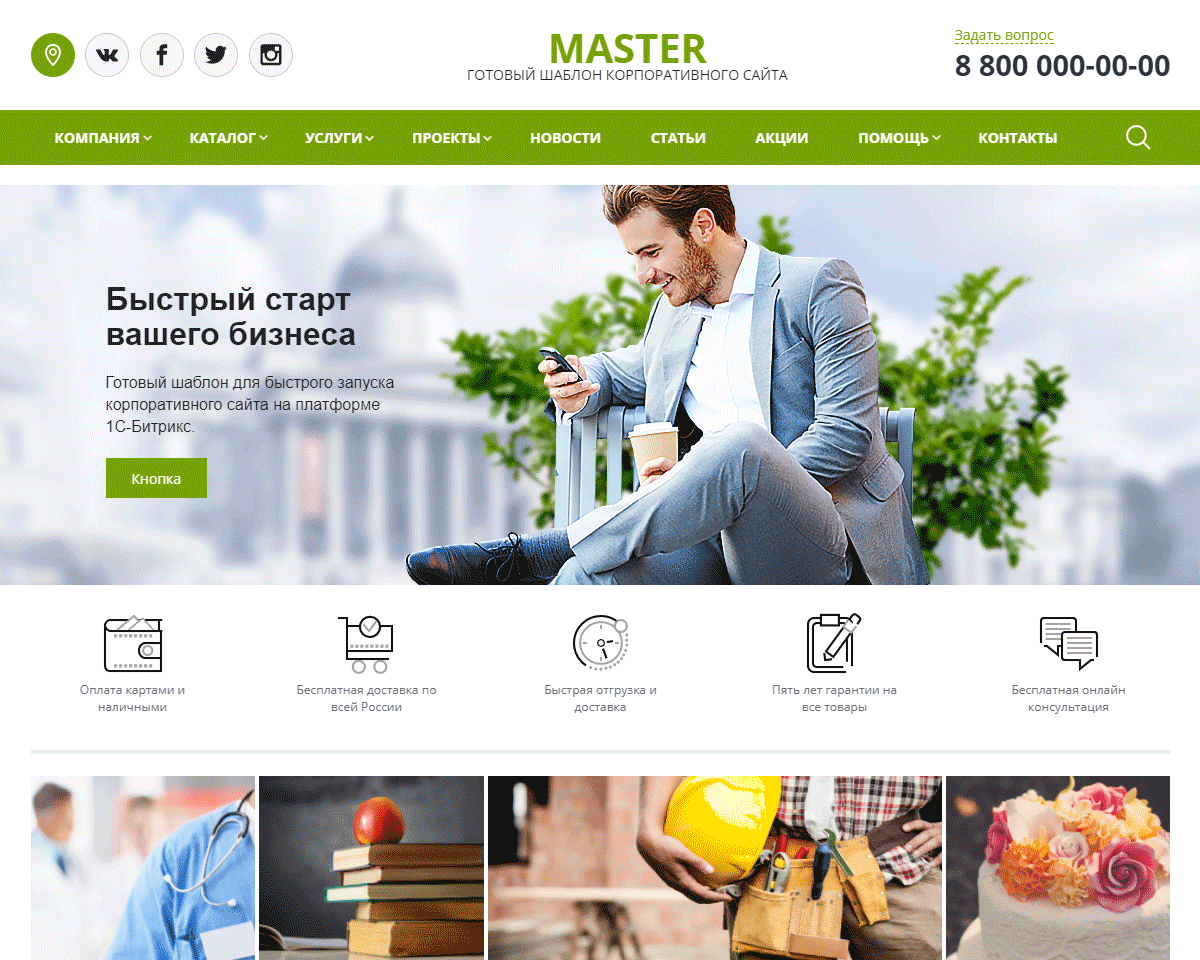 MASTER
ГОТОВЫЙ ШАБЛОН КОРПОРАТИВНОГО САЙТА
Задать вопрос
8 800 000-00-00
КОМПАНИЯ КАТАЛОГ УСЛУГИ ПРОЕКТЫ НОВОСТИ СТАТЬИ АКЦИИ ПОМОЩЬ КОНТАКТЫ
Быстрый старт
вашего бизнеса
Готовый шаблон для быстрого запуска
корпоративного сайта на платформе
1С-Битрикс.
Кнопка
Оплата картами и
наличными
Бесплатная доставка по
всей России
Быстрая отгрузка и
доставка
Пять лет гарантии на
все товары
Бесплатная онлайн
консультация